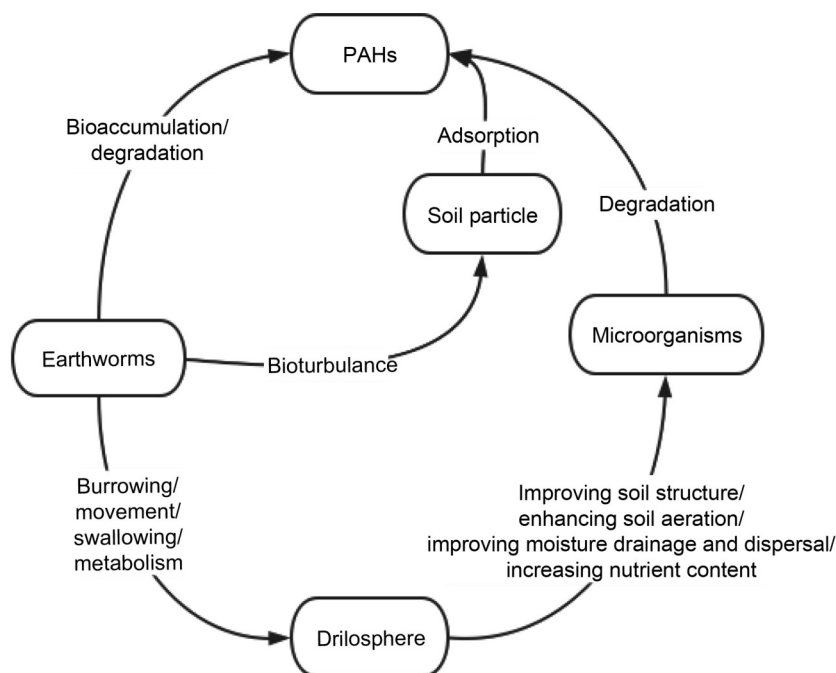 PAHs
Bioaccumulation/
degradation
Adsorption
Soil particle
Degradation
Earthworms
Bioturbulance
Microorganisms
Burrowing/
movement/
swallowing/
metabolism
Improving soil structure/
enhancing soil aeration/
improving moisture drainage and dispersal/
increasing nutrient content
Drilosphere